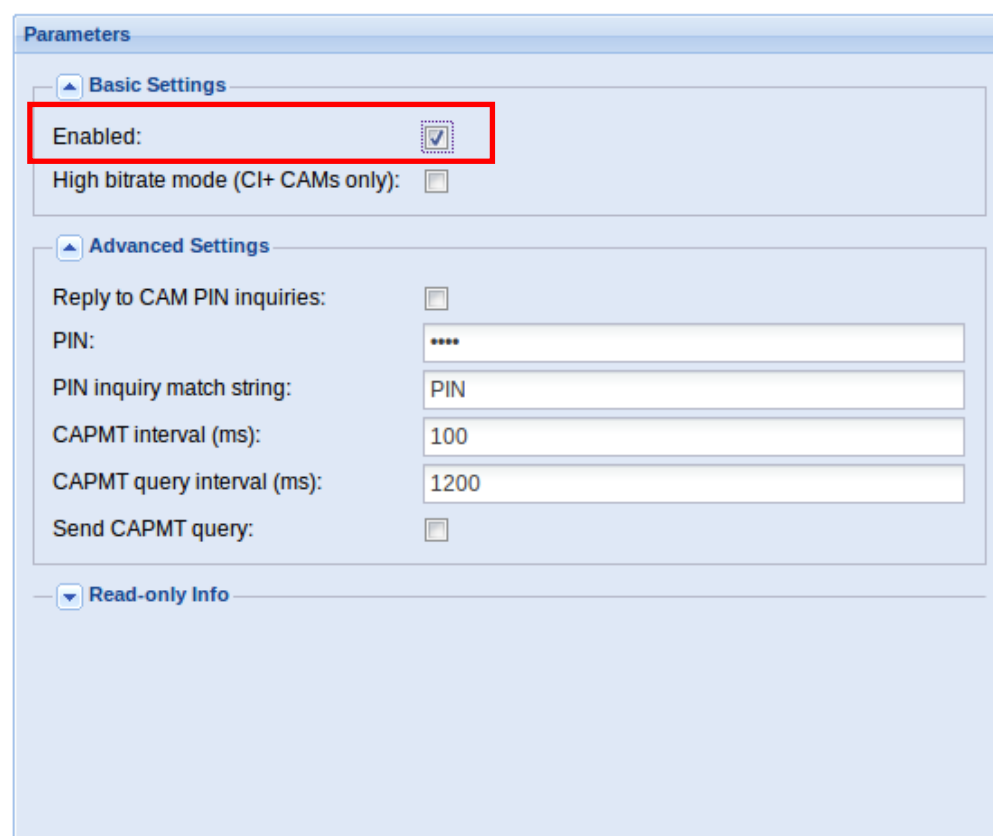 Parameters
Basic Settings
Enabled:
High bitrate mode (CI+ CAMs only):
Advanced Settings
Reply to CAM PIN inquiries:
PIN: ••••
PIN inquiry match string: PIN
CAPMT interval (ms): 100
CAPMT query interval (ms): 1200
Send CAPMT query:
Read-only Info